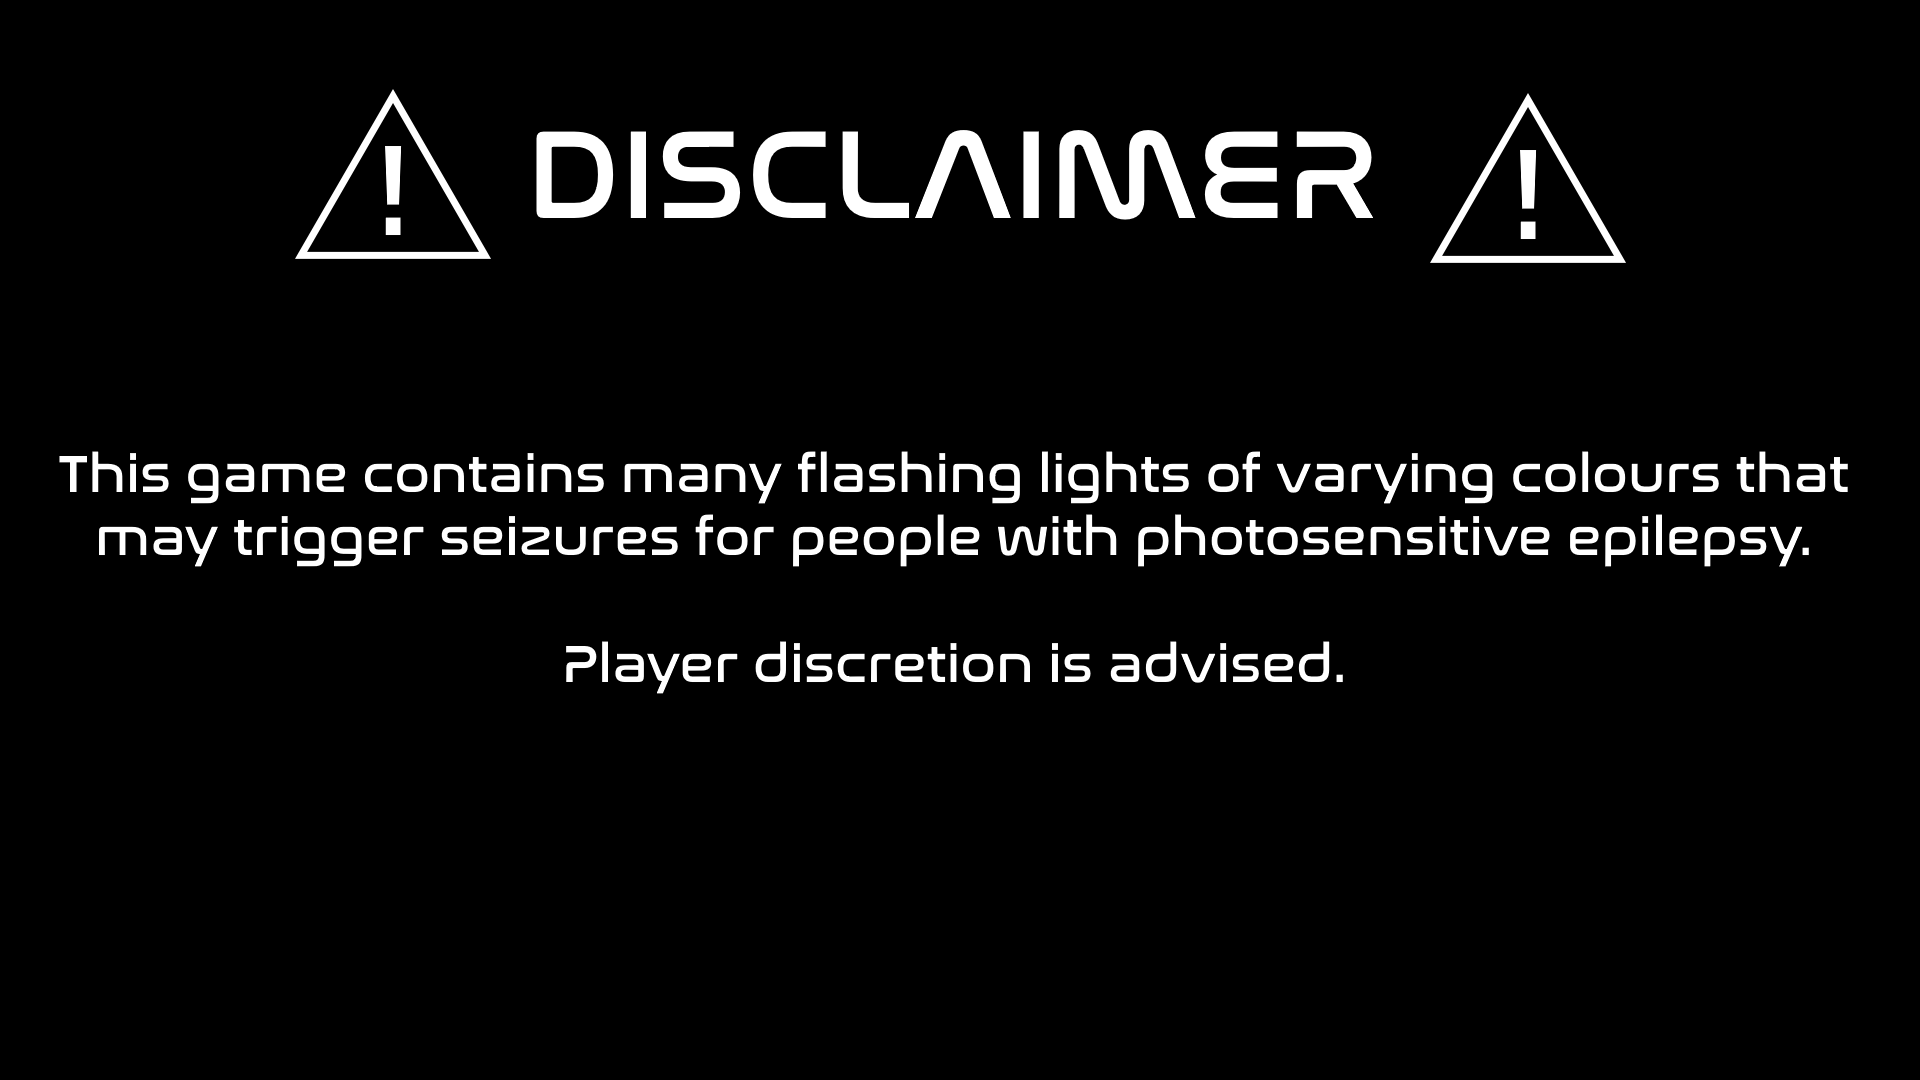 ! DISCLAIMER !
This game contains many flashing lights of varying colours that
may trigger seizures for people with photosensitive epilepsy.
Player discretion is advised.